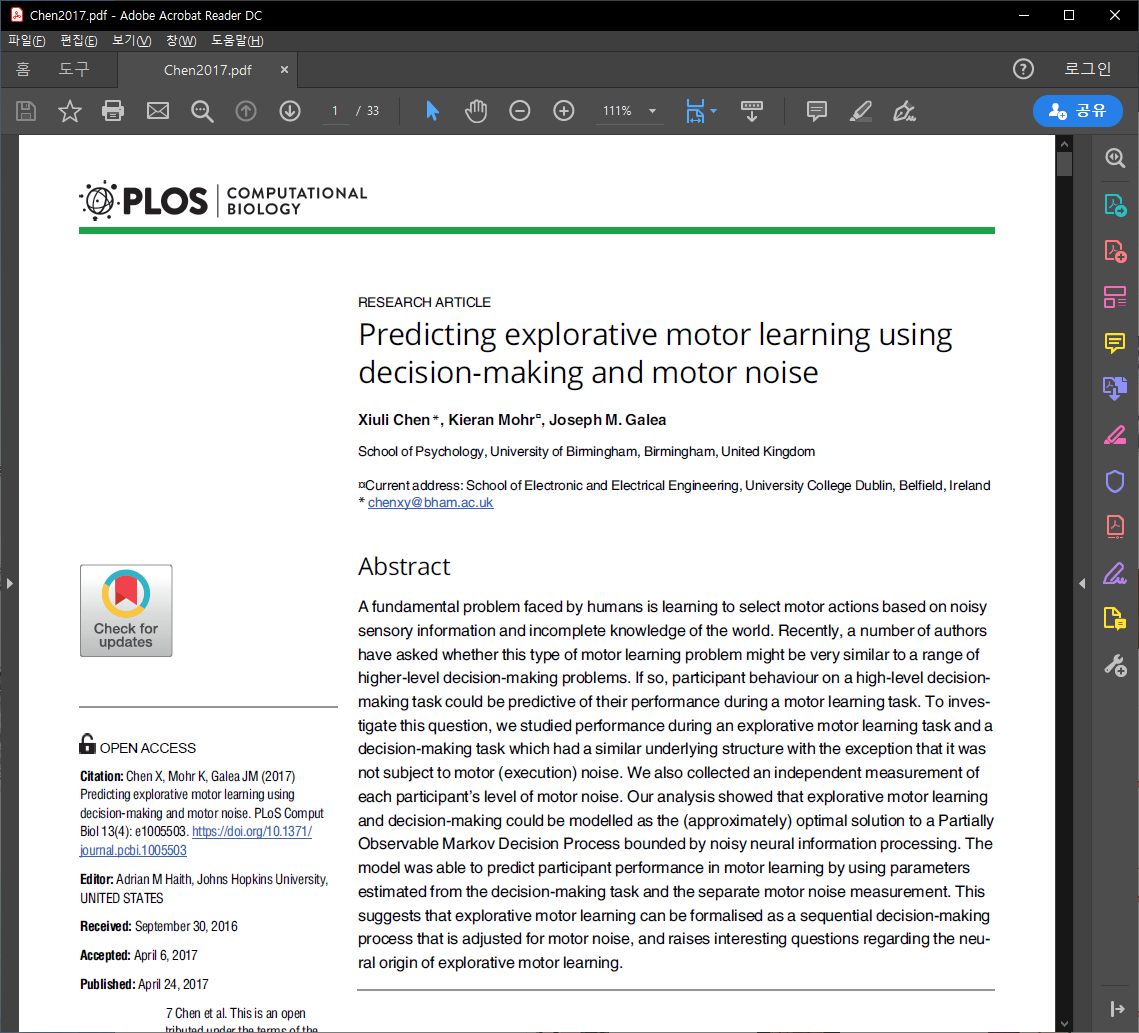 Chen2017.pdf - Adobe Acrobat Reader DC
파일(F) 편집(E) 보기(V) 창(W) 도움말(H)
홈 도구 Chen2017.pdf × 로그인
1 / 33 111% 공유
PLOS COMPUTATIONAL
BIOLOGY
RESEARCH ARTICLE
Predicting explorative motor learning using
decision-making and motor noise
Xiuli Chen*, Kieran Mohr¤, Joseph M. Galea
School of Psychology, University of Birmingham, Birmingham, United Kingdom
¤Current address: School of Electronic and Electrical Engineering, University College Dublin, Belfield, Ireland
* chenxy@bham.ac.uk
Abstract
A fundamental problem faced by humans is learning to select motor actions based on noisy
sensory information and incomplete knowledge of the world. Recently, a number of authors
have asked whether this type of motor learning problem might be very similar to a range of
higher-level decision-making problems. If so, participant behaviour on a high-level decision-
making task could be predictive of their performance during a motor learning task. To inves-
tigate this question, we studied performance during an explorative motor learning task and a
decision-making task which had a similar underlying structure with the exception that it was
not subject to motor (execution) noise. We also collected an independent measurement of
each participant's level of motor noise. Our analysis showed that explorative motor learning
and decision-making could be modelled as the (approximately) optimal solution to a Partially
Observable Markov Decision Process bounded by noisy neural information processing. The
model was able to predict participant performance in motor learning by using parameters
estimated from the decision-making task and the separate motor noise measurement. This
suggests that explorative motor learning can be formalised as a sequential decision-making
process that is adjusted for motor noise, and raises interesting questions regarding the neu-
ral origin of explorative motor learning.
Check for
updates
OPEN ACCESS
Citation: Chen X, Mohr K, Galea JM (2017)
Predicting explorative motor learning using
decision-making and motor noise. PLoS Comput
Biol 13(4): e1005503. https://doi.org/10.1371/
journal.pcbi.1005503
Editor: Adrian M Haith, Johns Hopkins University,
UNITED STATES
Received: September 30, 2016
Accepted: April 6, 2017
Published: April 24, 2017
7 Chen et al. This is an open
tributed under the terms of the